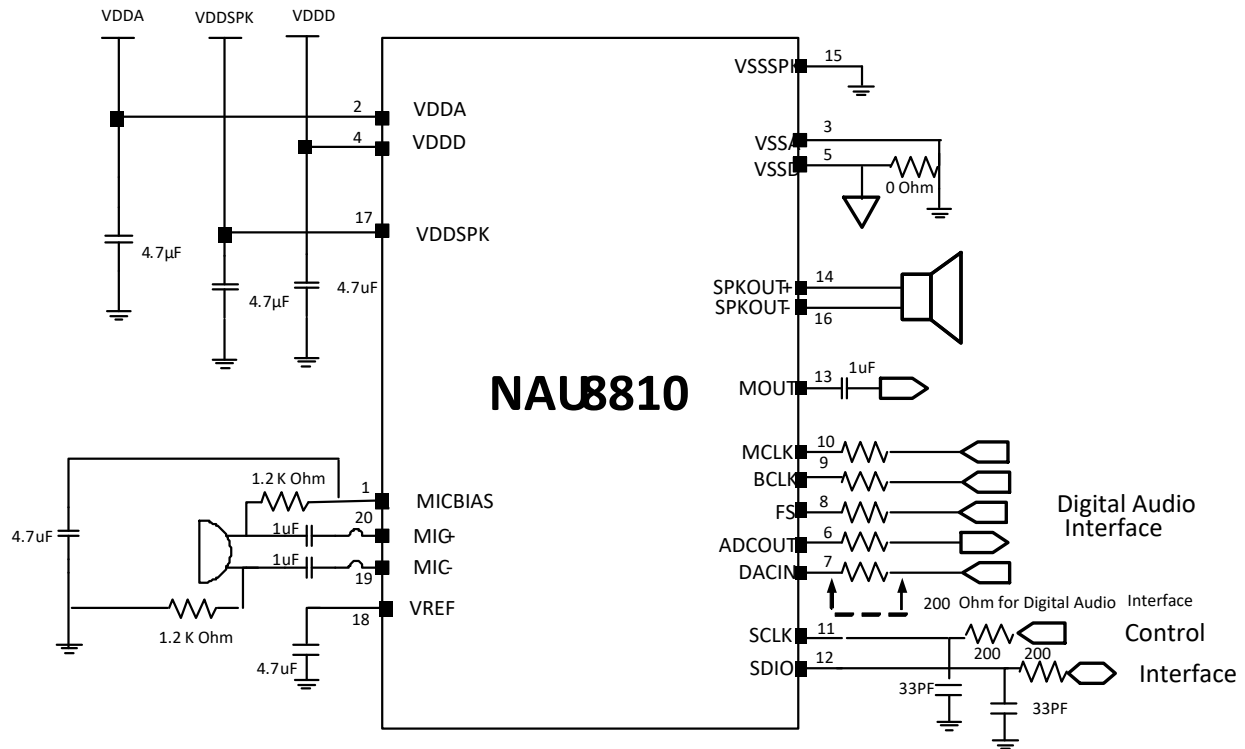 VDDA
VDDSPK
VDDD
15
VSSSPK
2
VDDA
4
VDDD
3
VSSA
5
VSSD
0 Ohm
17
VDDSPK
4.7µF
4.7µF
4.7uF
14
SPKOUT+
SPKOUT-
16
NAU8810
13
1uF
MOUT
10
MCLK
9
BCLK
8
FS
6
ADCOUT
7
DACIN
Digital Audio
Interface
200 Ohm for Digital Audio Interface
1.2 K Ohm
1
MICBIAS
20
1uF
MIC+
4.7uF
1uF
MIC-
19
VREF
18
1.2 K Ohm
4.7uF
11
SCLK
200
Control
12
200
SDIO
Interface
33PF
33PF